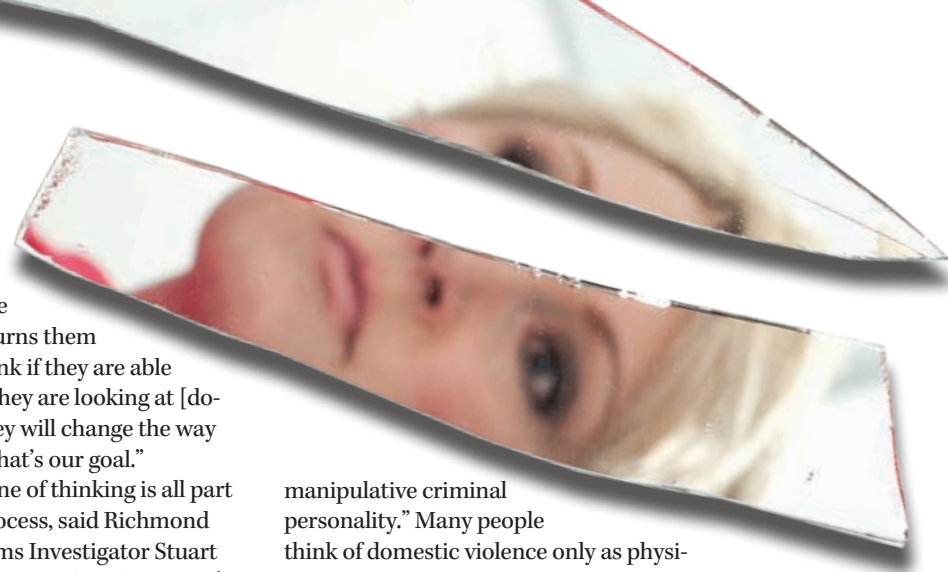 e
urns them
nk if they are able
hey are looking at [do-
ey will change the way
hat's our goal."
ne of thinking is all part
ocess, said Richmond
ms Investigator Stuart
manipulative criminal
personality." Many people
think of domestic violence only as physi-